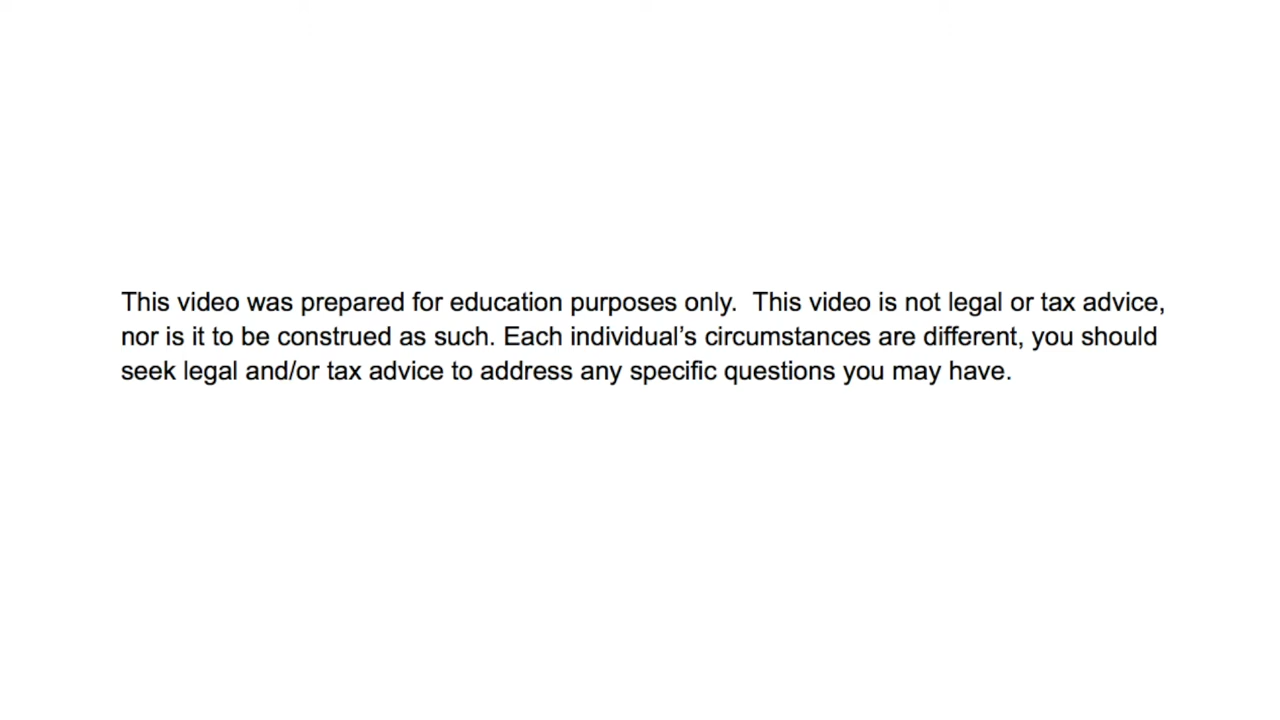 This video was prepared for education purposes only.  This video is not legal or tax advice,
nor is it to be construed as such. Each individual’s circumstances are different, you should
seek legal and/or tax advice to address any specific questions you may have.